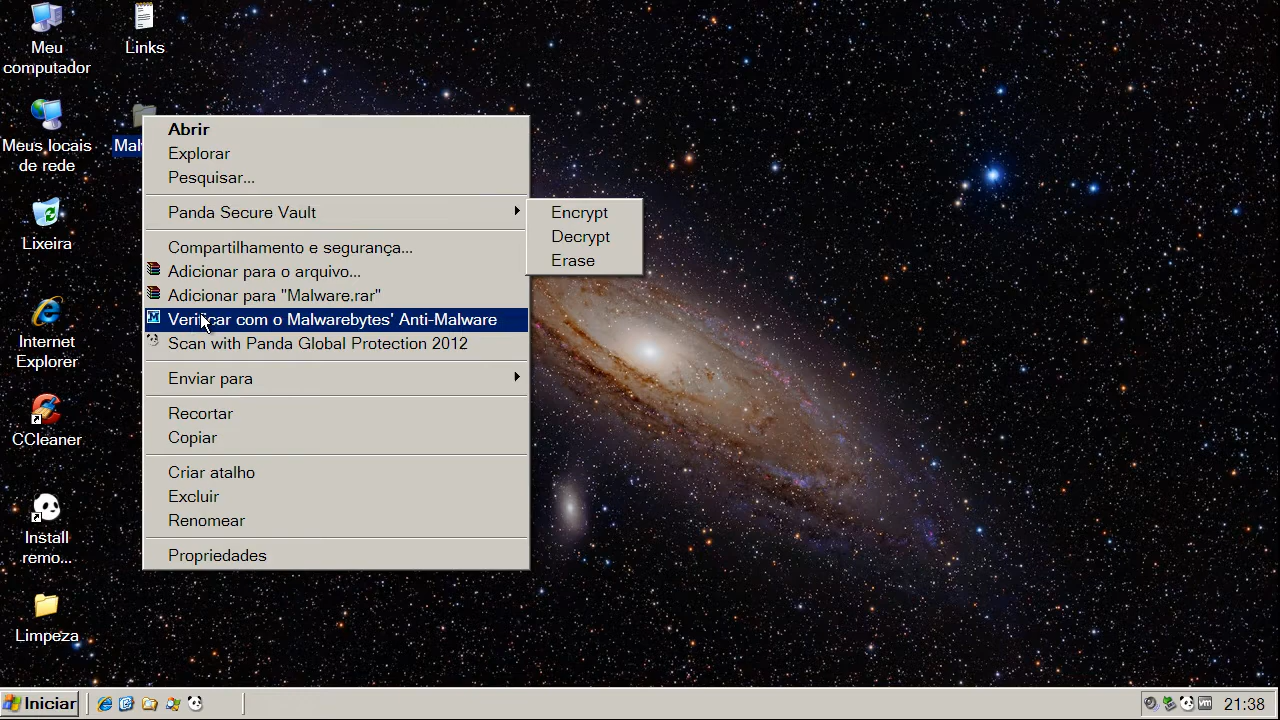 Meu
computador
Links
Meus locais
de rede
Lixeira
Internet
Explorer
CCleaner
Install
remo...
Limpeza
Abrir
Explorar
Pesquisar...
Panda Secure Vault
Compartilhamento e segurança...
Adicionar para o arquivo...
Adicionar para "Malware.rar"
Verificar com o Malwarebytes' Anti-Malware
Scan with Panda Global Protection 2012
Enviar para
Recortar
Copiar
Criar atalho
Excluir
Renomear
Propriedades
Encrypt
Decrypt
Erase
Iniciar
vm
21:38